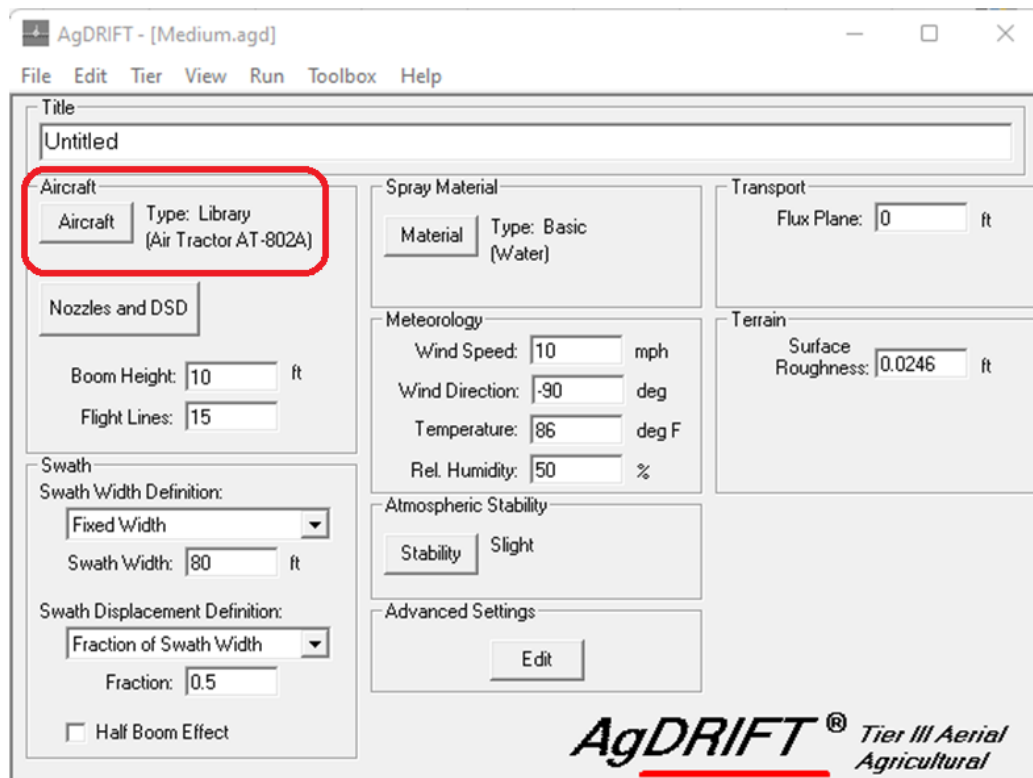 AgDRIFT - [Medium.agd]
File Edit Tier View Run Toolbox Help
Title
Untitled
Aircraft
Aircraft
Type: Library
(Air Tractor AT-802A)
Nozzles and DSD
Boom Height: 10 ft
Flight Lines: 15
Swath
Swath Width Definition:
Fixed Width
Swath Width: 80 ft
Swath Displacement Definition:
Fraction of Swath Width
Fraction: 0.5
Half Boom Effect
Spray Material
Material
Type: Basic
(Water)
Meteorology
Wind Speed: 10 mph
Wind Direction: -90 deg
Temperature: 86 deg F
Rel. Humidity: 50 %
Atmospheric Stability
Stability Slight
Advanced Settings
Edit
Transport
Flux Plane: 0 ft
Terrain
Surface
Roughness: 0.0246 ft
AgDRIFT ® Tier III Aerial
Agricultural